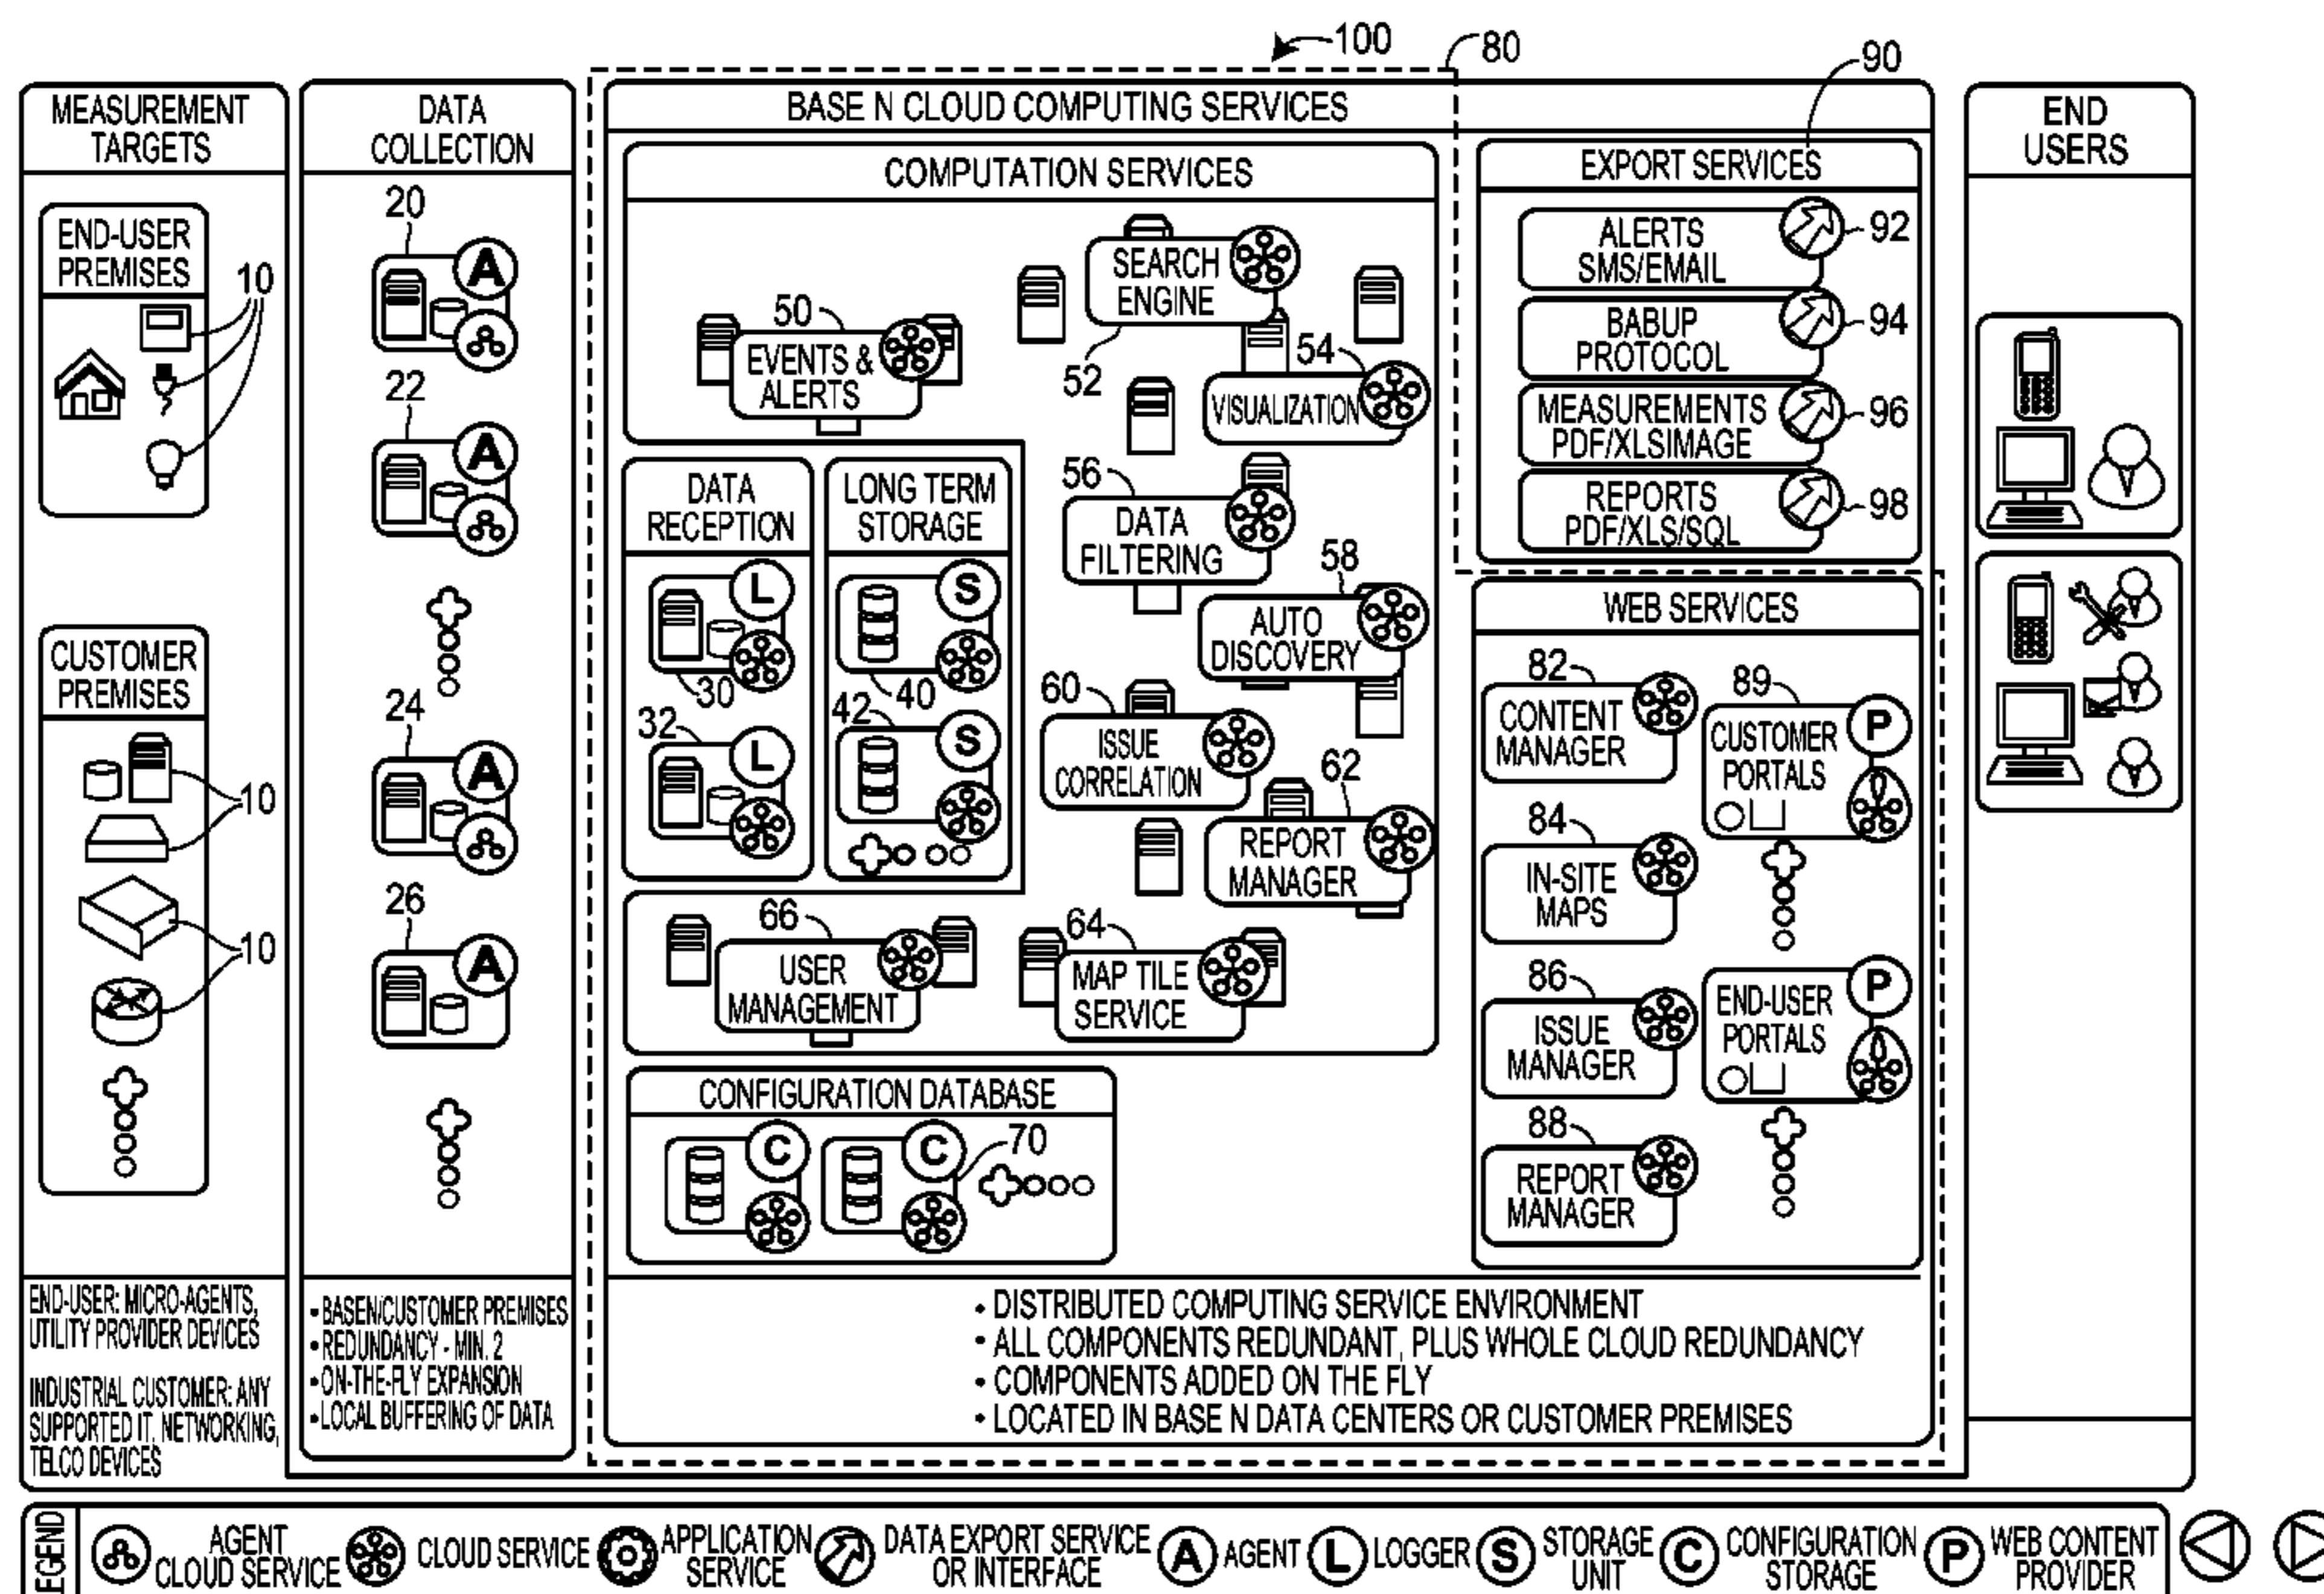 100
80
90
MEASUREMENT
TARGETS
END-USER
PREMISES
10
CUSTOMER
PREMISES
10
10
END-USER: MICRO-AGENTS,
UTILITY PROVIDER DEVICES
INDUSTRIAL CUSTOMER: ANY
SUPPORTED IT, NETWORKING,
TELCO DEVICES
DATA
COLLECTION
20
A
22
A
24
A
26
A
• BASEN/CUSTOMER PREMISES
• REDUNDANCY - MIN. 2
• ON-THE-FLY EXPANSION
• LOCAL BUFFERING OF DATA
BASE N CLOUD COMPUTING SERVICES
COMPUTATION SERVICES
50
EVENTS &
ALERTS
SEARCH
ENGINE
52
54
VISUALIZATION
56
DATA
FILTERING
58
AUTO
DISCOVERY
60
ISSUE
CORRELATION
62
REPORT
MANAGER
64
MAP TILE
SERVICE
66
USER
MANAGEMENT
DATA
RECEPTION
L
30
32
L
LONG TERM
STORAGE
S
40
42
S
CONFIGURATION DATABASE
C
C
70
EXPORT SERVICES
ALERTS
SMS/EMAIL
92
BABUP
PROTOCOL
94
MEASUREMENTS
PDF/XLSIMAGE
96
REPORTS
PDF/XLS/SQL
98
WEB SERVICES
82
CONTENT
MANAGER
84
IN-SITE
MAPS
86
ISSUE
MANAGER
88
REPORT
MANAGER
89
CUSTOMER
PORTALS
P
END-USER
PORTALS
P
• DISTRIBUTED COMPUTING SERVICE ENVIRONMENT
• ALL COMPONENTS REDUNDANT, PLUS WHOLE CLOUD REDUNDANCY
• COMPONENTS ADDED ON THE FLY
• LOCATED IN BASE N DATA CENTERS OR CUSTOMER PREMISES
END
USERS
LEGEND
AGENT
CLOUD SERVICE
CLOUD SERVICE
APPLICATION
SERVICE
DATA EXPORT SERVICE
OR INTERFACE
A AGENT
L LOGGER
S STORAGE
UNIT
C CONFIGURATION
STORAGE
P WEB CONTENT
PROVIDER